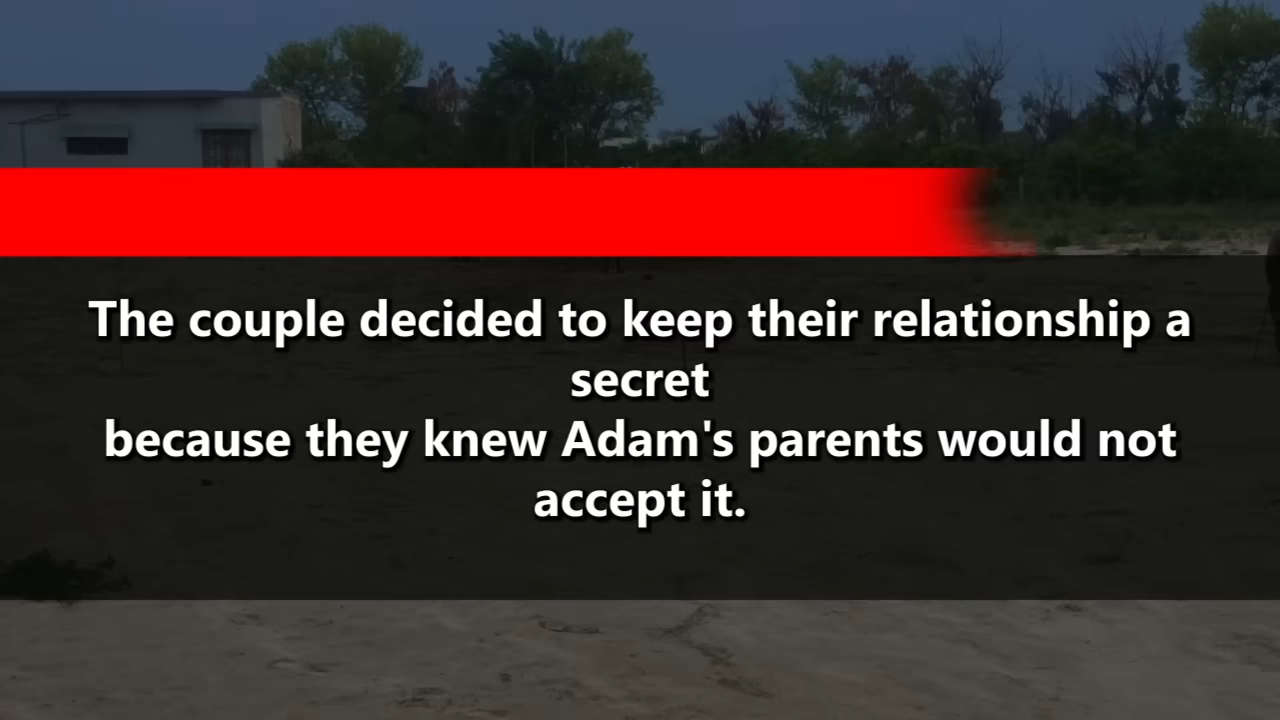 The couple decided to keep their relationship a
secret
because they knew Adam's parents would not
accept it.